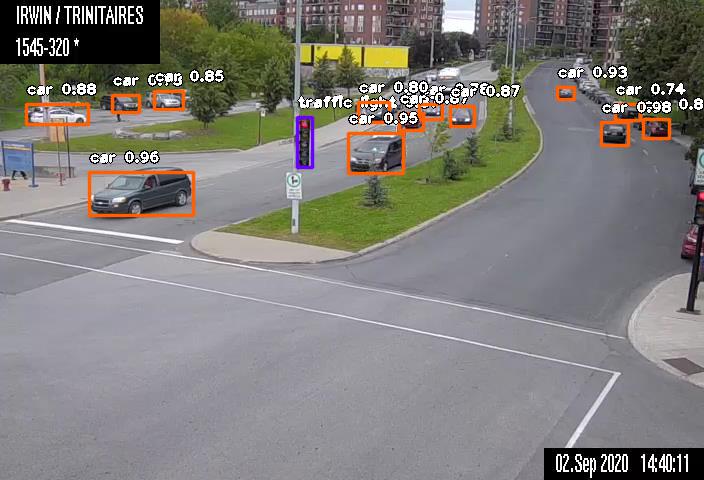 IRWIN / TRINITAIRES
1545-320 *
car 0.93
car 0.85
car 0.88
car 0.80
car 0.74
car 0.87
traffic
car 0.98
car 0.95
car 0.96
02.Sep 2020 14:40:11